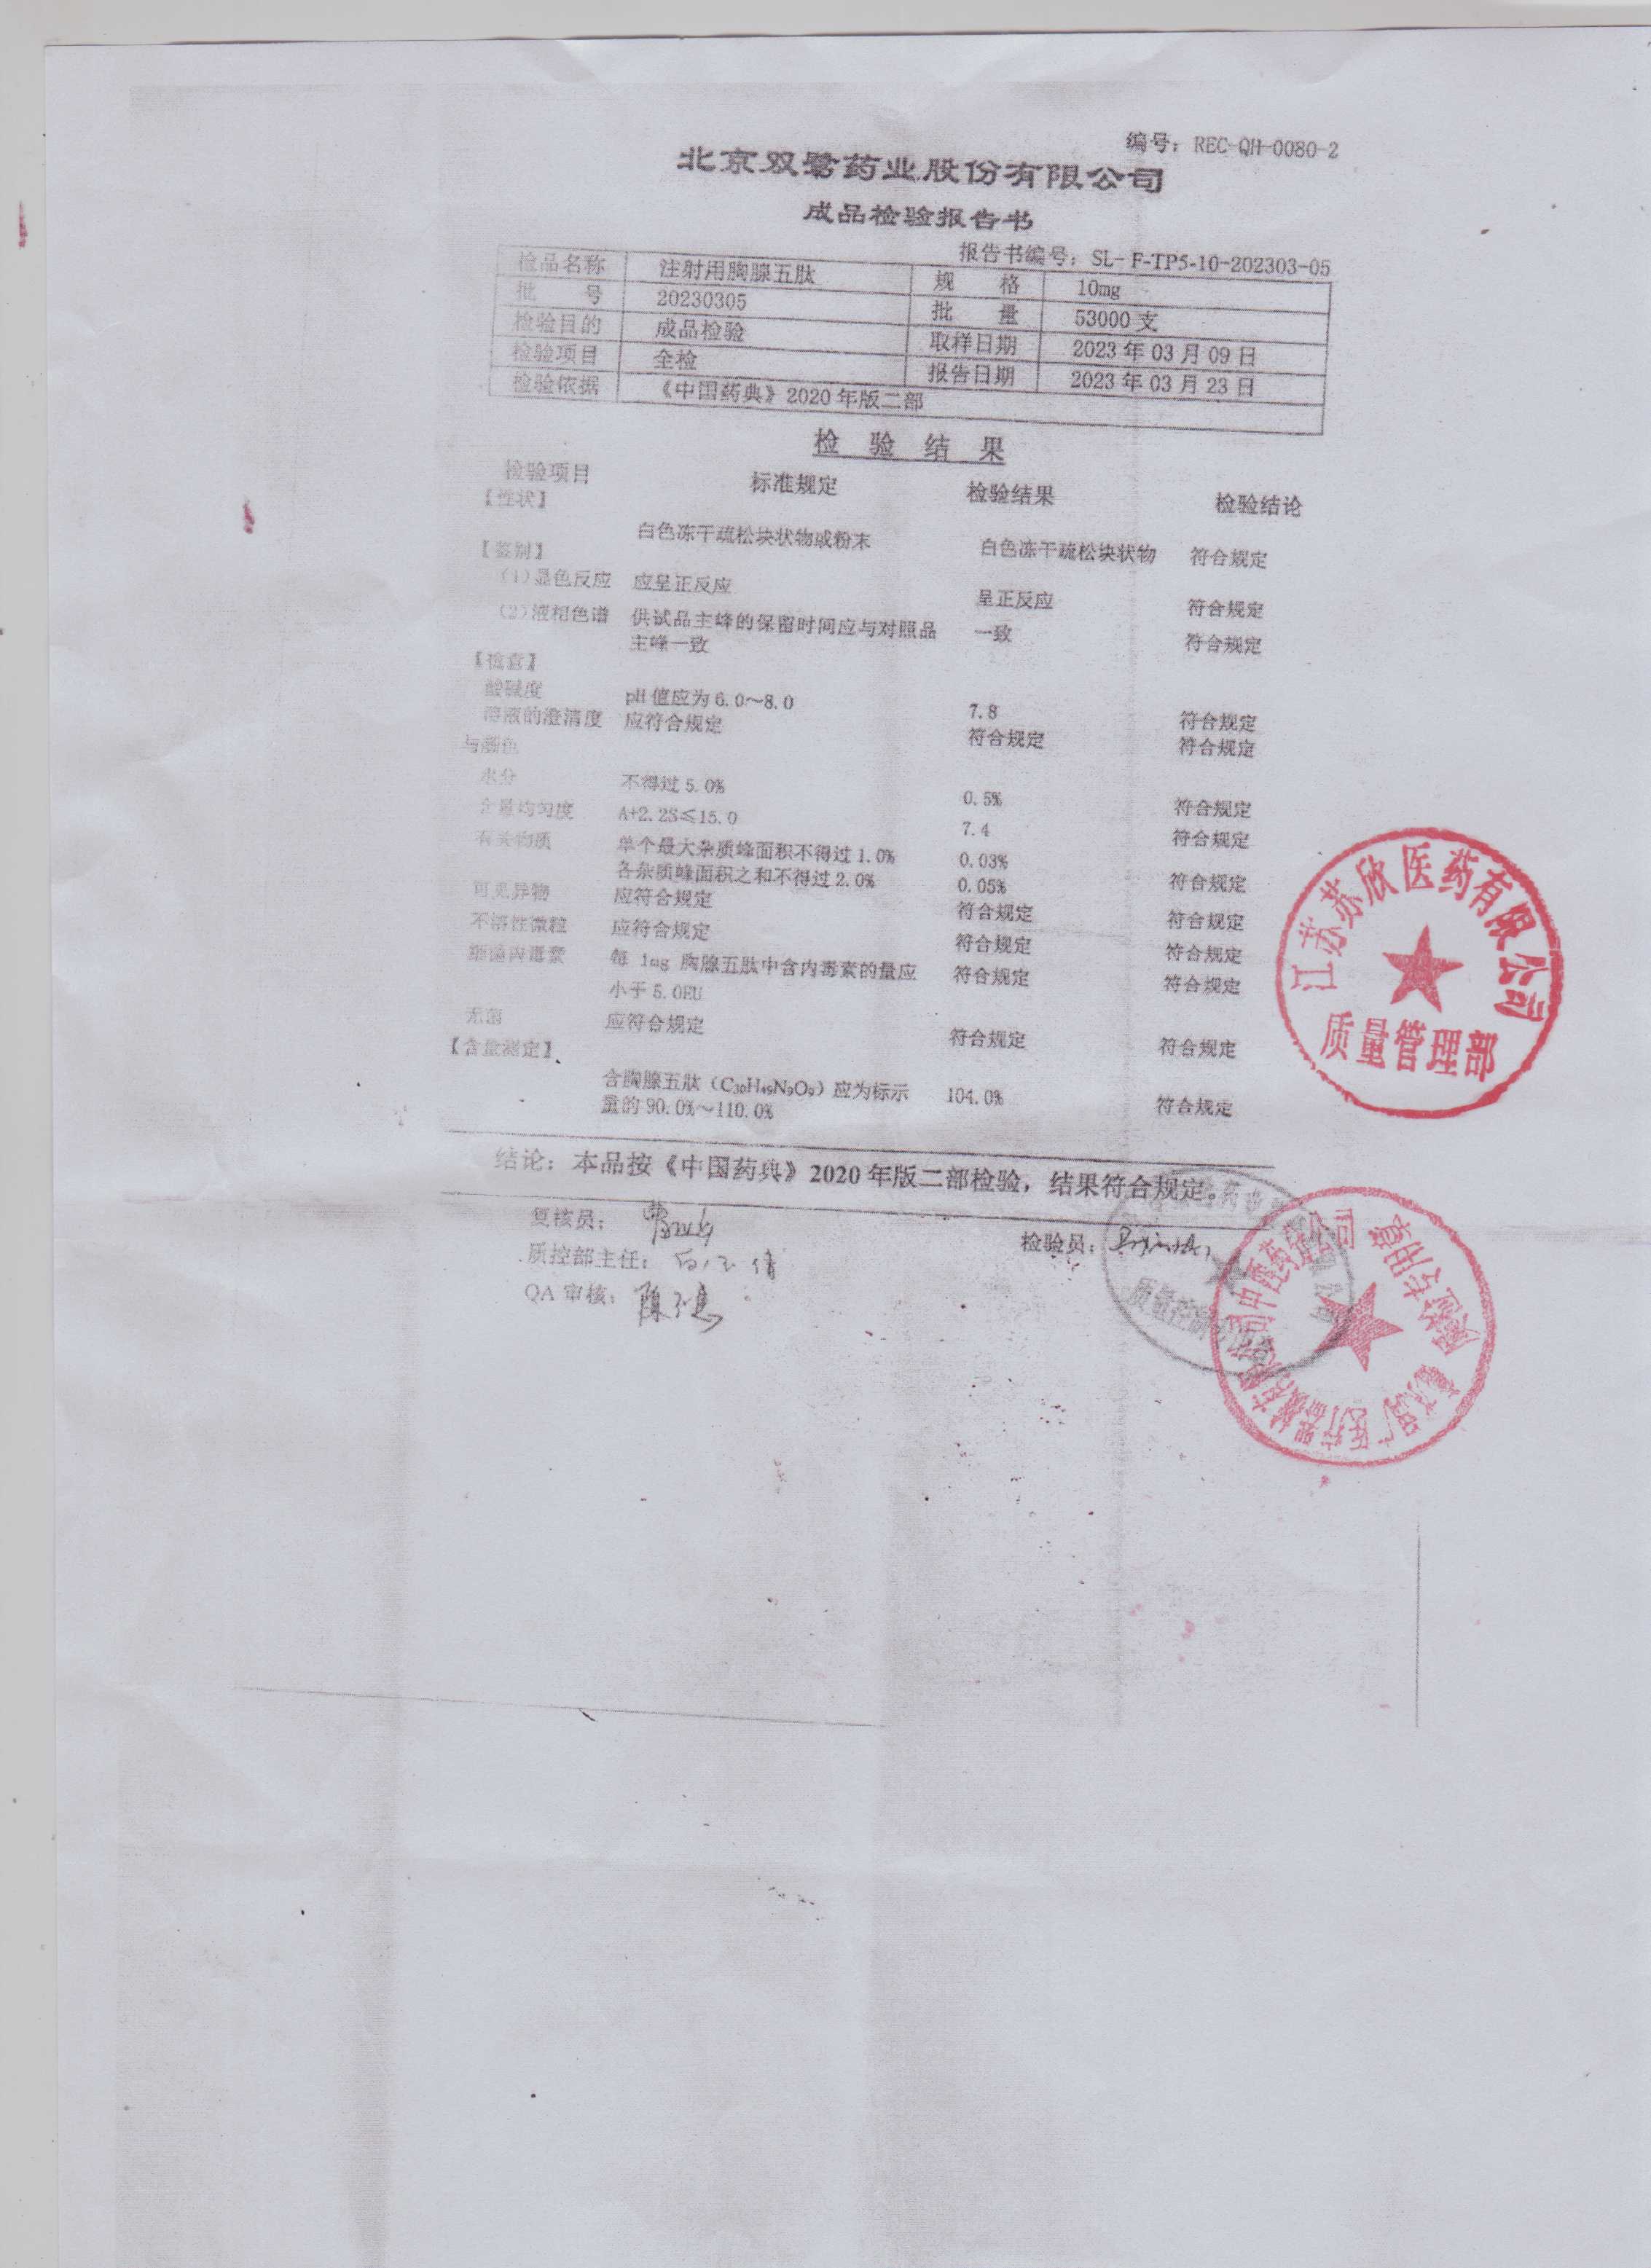 编号：REC-QH-0080-2
北京双鹭药业股份有限公司
成品检验报告书
报告书编号：SL-F-TP5-10-202303-05
检品名称 注射用胸腺五肽 规 格 10mg
批 号 20230305 批 量 53000支
检验目的 成品检验 取样日期 2023年03月09日
检验项目 全检 报告日期 2023年03月23日
检验依据 《中国药典》2020年版二部
检 验 结 果
检验项目 标准规定 检验结果 检验结论
【性状】
白色冻干疏松块状物或粉末 白色冻干疏松块状物 符合规定
【鉴别】
（1）显色反应 应呈正反应 呈正反应 符合规定
（2）液相色谱 供试品主峰的保留时间应与对照品 一致 符合规定
主峰一致
【检查】
酸碱度 pH值应为6.0～8.0 7.8 符合规定
溶液的澄清度 应符合规定 符合规定 符合规定
与颜色
水分 不得过5.0% 0.5% 符合规定
含量均匀度 A+2.2S≤15.0 7.4 符合规定
有关物质 单个最大杂质峰面积不得过1.0% 0.03%
各杂质峰面积之和不得过2.0% 0.05% 符合规定
可见异物 应符合规定 符合规定 符合规定
不溶性微粒 应符合规定 符合规定 符合规定
细菌内毒素 每1mg胸腺五肽中含内毒素的量应 符合规定 符合规定
小于5.0EU
无菌 应符合规定 符合规定 符合规定
【含量测定】
含胸腺五肽（C30H49N9O9）应为标示 104.0% 符合规定
量的90.0%～110.0%
结论：本品按《中国药典》2020年版二部检验，结果符合规定。
复核员：
检验员：
质控部主任：
QA审核：
江苏苏欣医药有限公司
质量管理部
质检专用章